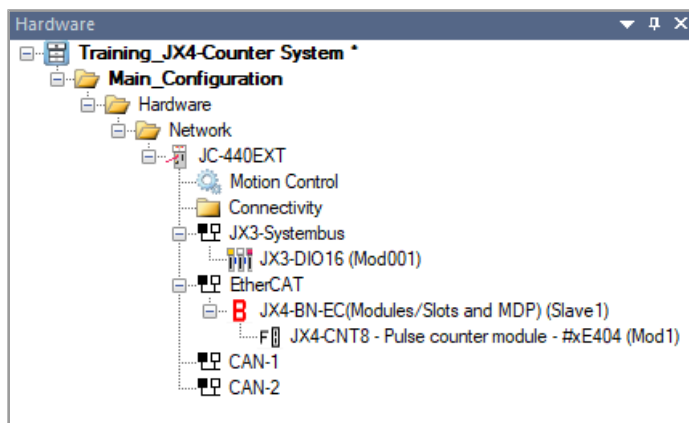 Hardware
Training_JX4-Counter System *
Main_Configuration
Hardware
Network
JC-440EXT
Motion Control
Connectivity
JX3-Systembus
JX3-DIO16 (Mod001)
EtherCAT
B JX4-BN-EC(Modules/Slots and MDP) (Slave1)
F JX4-CNT8 - Pulse counter module - #xE404 (Mod1)
CAN-1
CAN-2